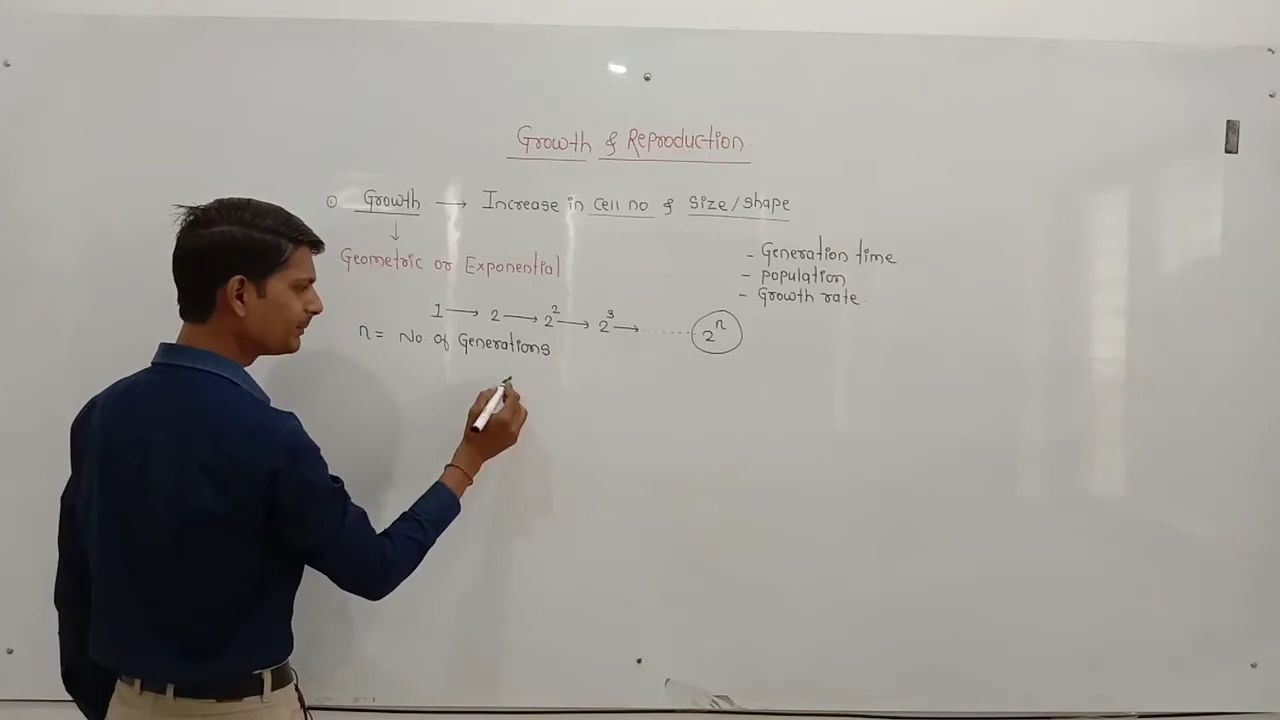 Growth & Reproduction
① Growth → Increase in Cell no & Size/shape
↓
Geometric or Exponential
- Generation time
- population
- Growth rate
1 → 2 → 2² → 2³ → ...... 2ⁿ
n = No of Generations